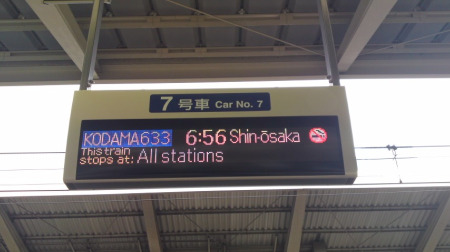 7号車 Car No. 7
KODAMA633 6:56 Shin-ōsaka
This train
stops at: All stations